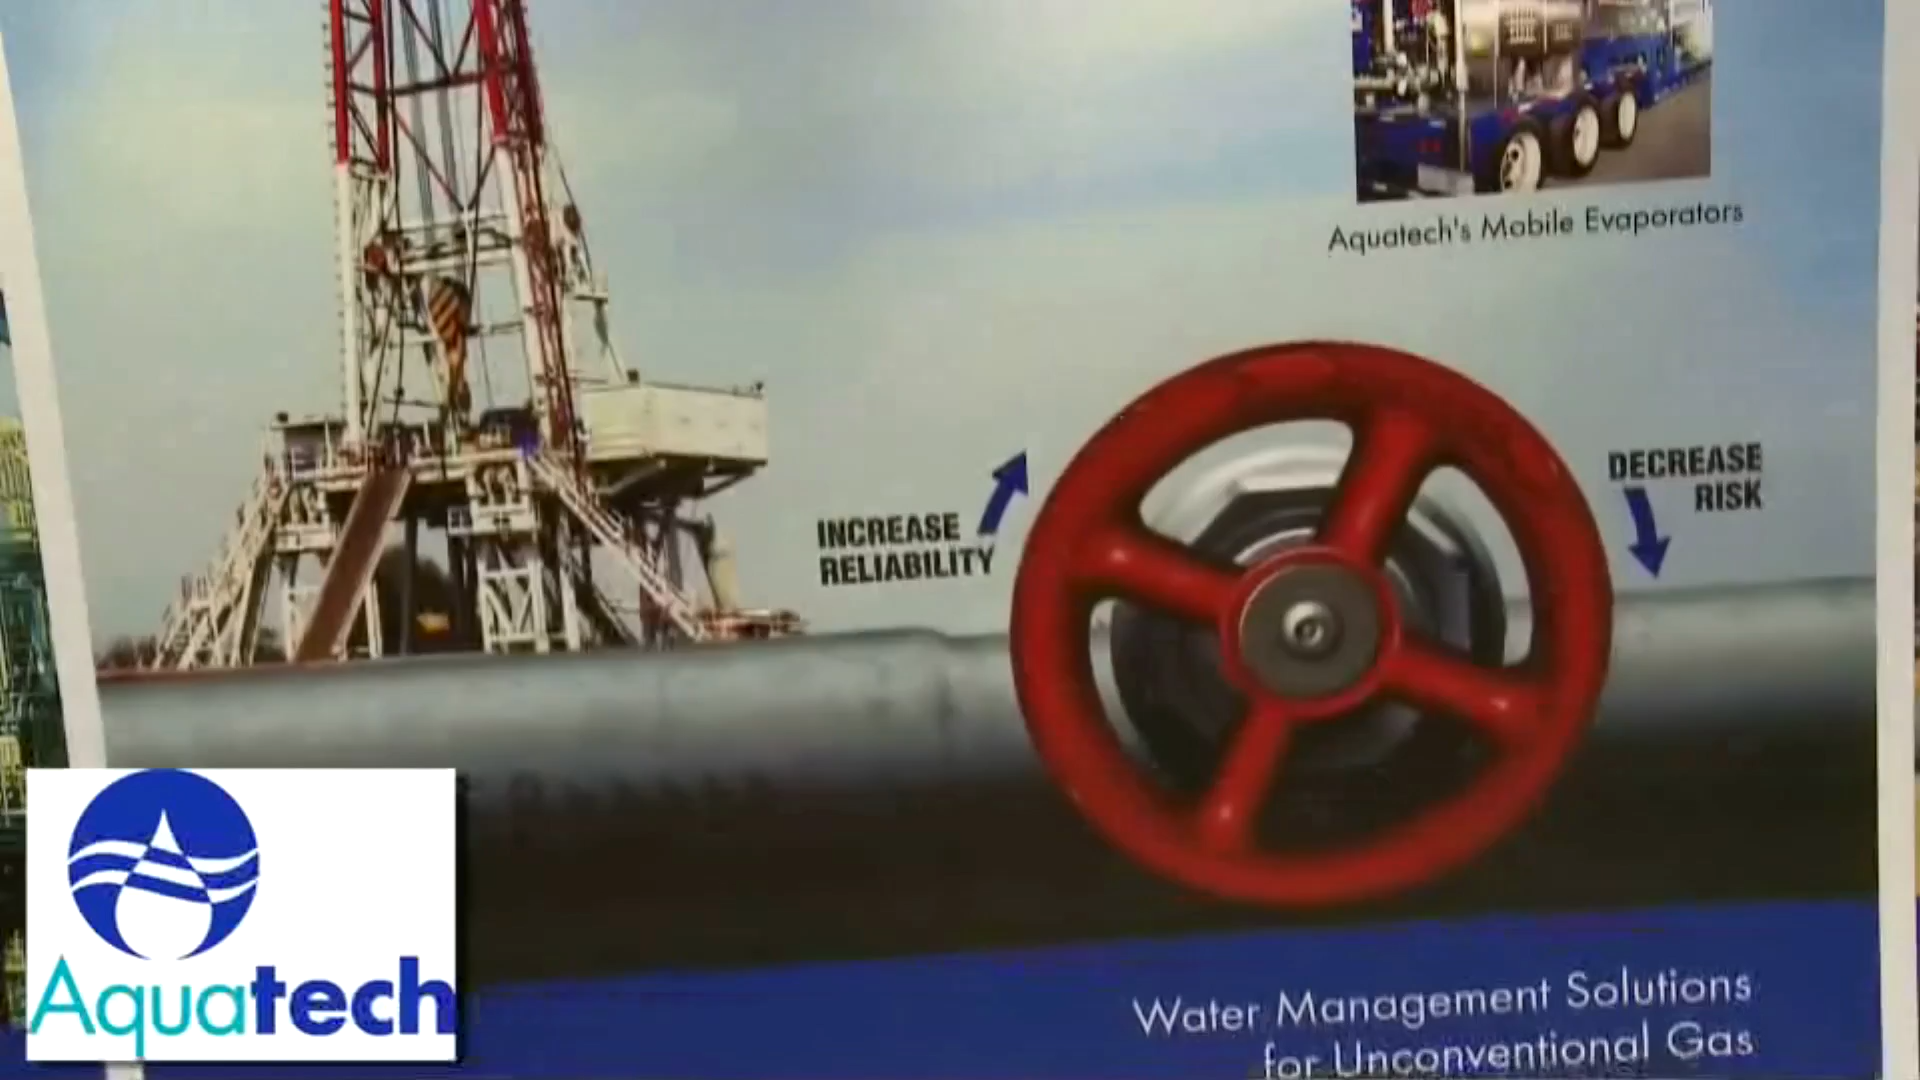 Aquatech's Mobile Evaporators
INCREASE
RELIABILITY
DECREASE
RISK
Aquatech
Water Management Solutions
for Unconventional Gas